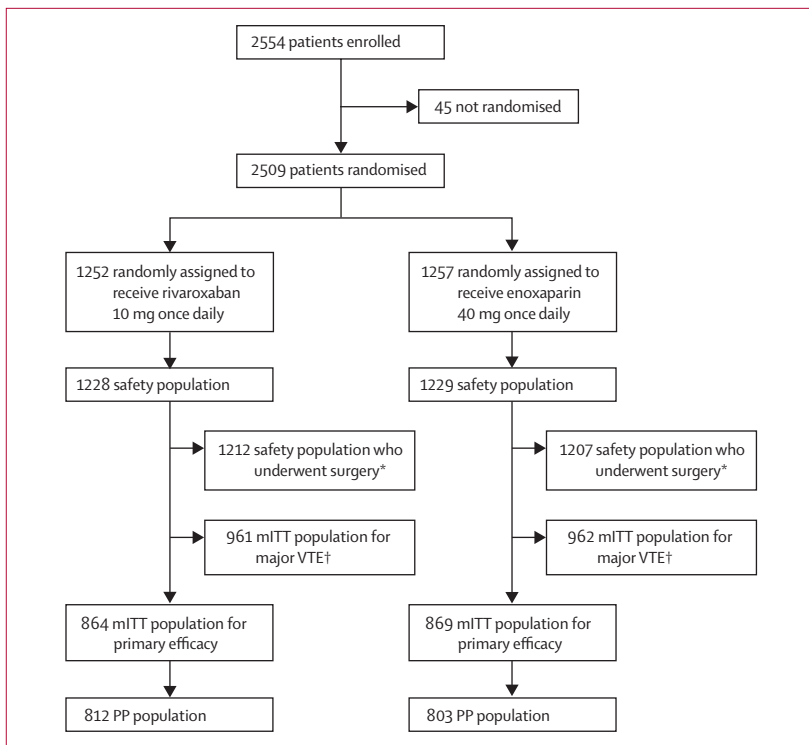 2554 patients enrolled
45 not randomised
2509 patients randomised
1252 randomly assigned to
receive rivaroxaban
10 mg once daily
1257 randomly assigned to
receive enoxaparin
40 mg once daily
1228 safety population
1229 safety population
1212 safety population who
underwent surgery*
1207 safety population who
underwent surgery*
961 mITT population for
major VTE†
962 mITT population for
major VTE†
864 mITT population for
primary efficacy
869 mITT population for
primary efficacy
812 PP population
803 PP population